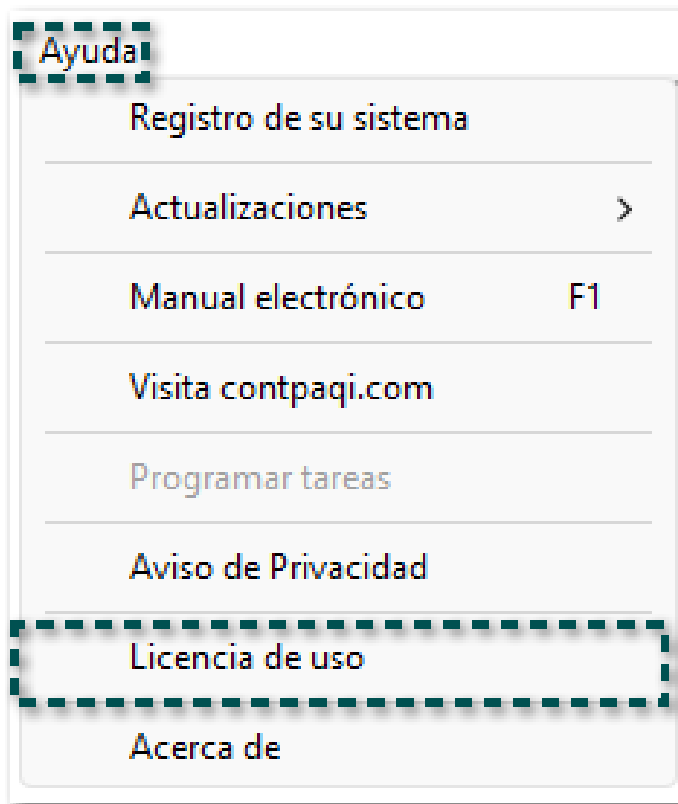 Ayuda
Registro de su sistema
Actualizaciones >
Manual electrónico F1
Visita contpaqi.com
Programar tareas
Aviso de Privacidad
Licencia de uso
Acerca de